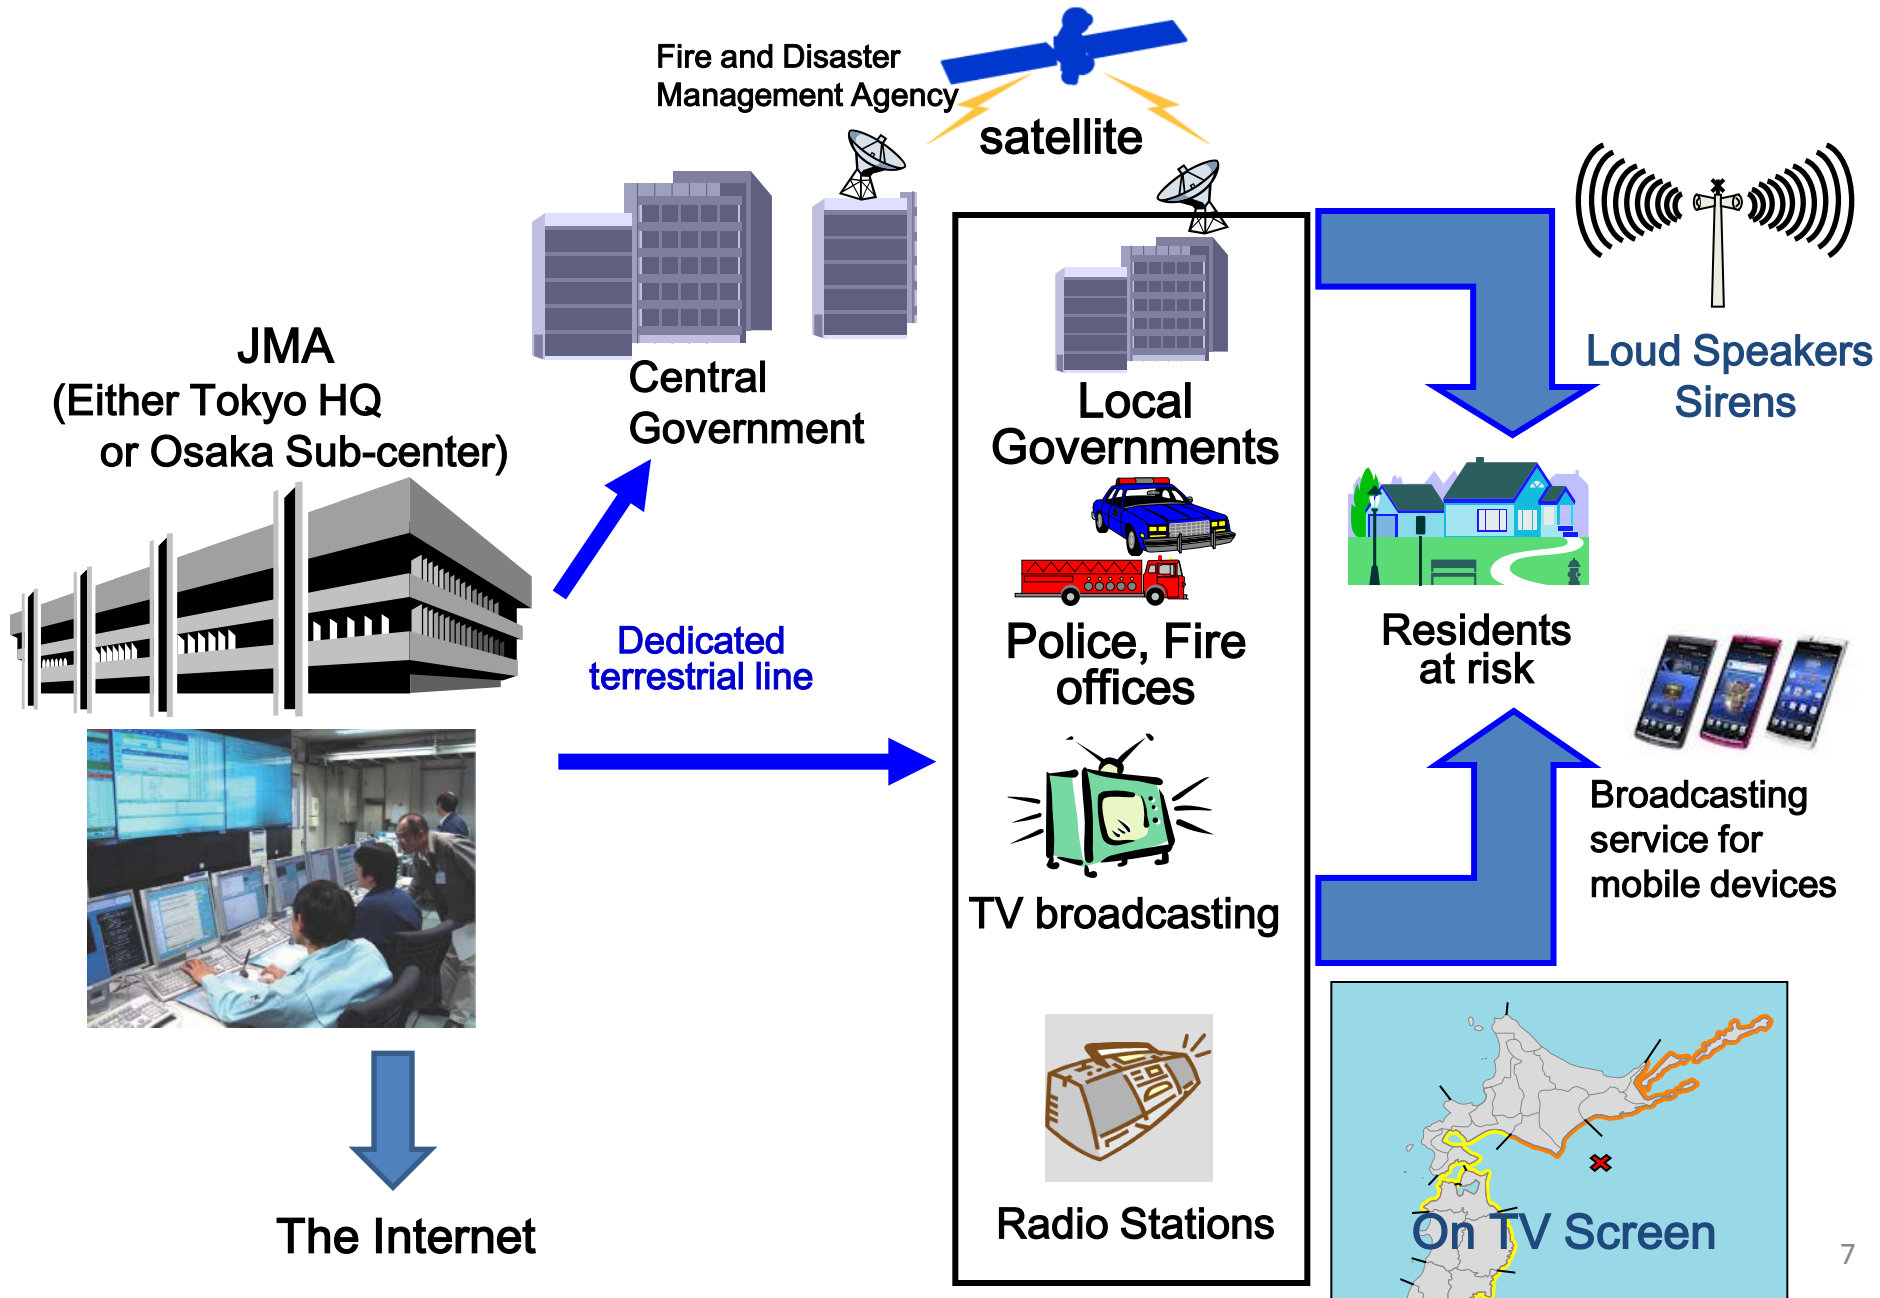 Fire and Disaster
Management Agency
satellite
JMA
(Either Tokyo HQ
or Osaka Sub-center)
Central
Government
Dedicated
terrestrial line
The Internet
Local
Governments
Police, Fire
offices
TV broadcasting
Radio Stations
Loud Speakers
Sirens
Residents
at risk
Broadcasting
service for
mobile devices
On TV Screen
7